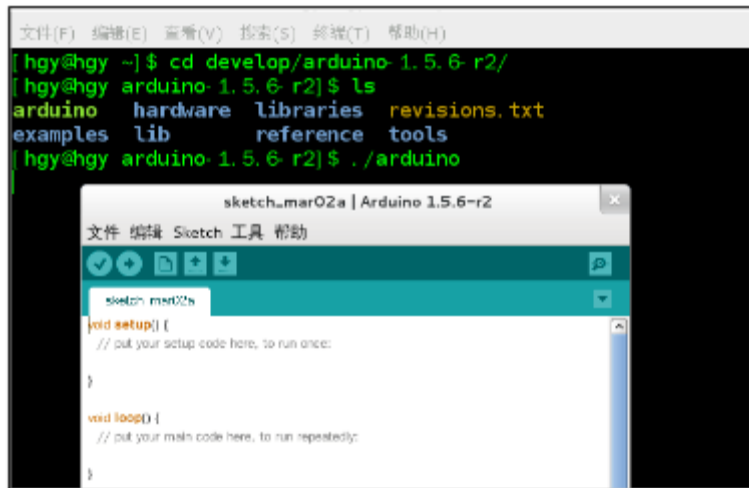 文件(F) 编辑(E) 查看(V) 搜索(S) 终端(T) 帮助(H)
[hgy@hgy ~]$ cd develop/arduino-1.5.6-r2/
[hgy@hgy arduino-1.5.6-r2]$ ls
arduino hardware libraries revisions.txt
examples lib reference tools
[hgy@hgy arduino-1.5.6-r2]$ ./arduino
sketch_mar02a | Arduino 1.5.6-r2
文件 编辑 Sketch 工具 帮助
sketch_mar02a
void setup() {
// put your setup code here, to run once:
}
void loop() {
// put your main code here, to run repeatedly:
}